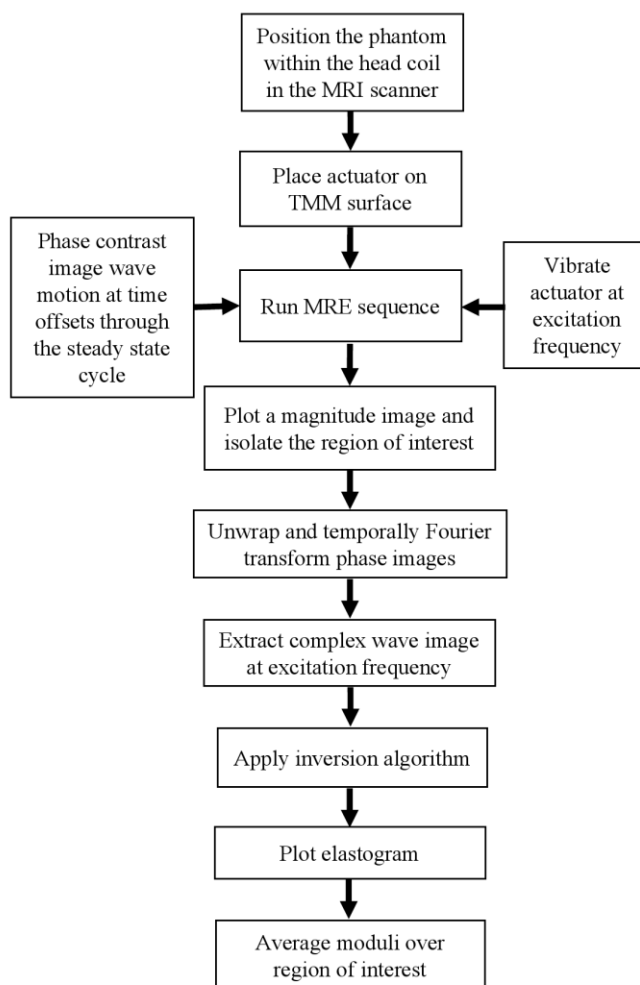 Position the phantom
within the head coil
in the MRI scanner
Place actuator on
TMM surface
Phase contrast
image wave
motion at time
offsets through
the steady state
cycle
Run MRE sequence
Vibrate
actuator at
excitation
frequency
Plot a magnitude image and
isolate the region of interest
Unwrap and temporally Fourier
transform phase images
Extract complex wave image
at excitation frequency
Apply inversion algorithm
Plot elastogram
Average moduli over
region of interest